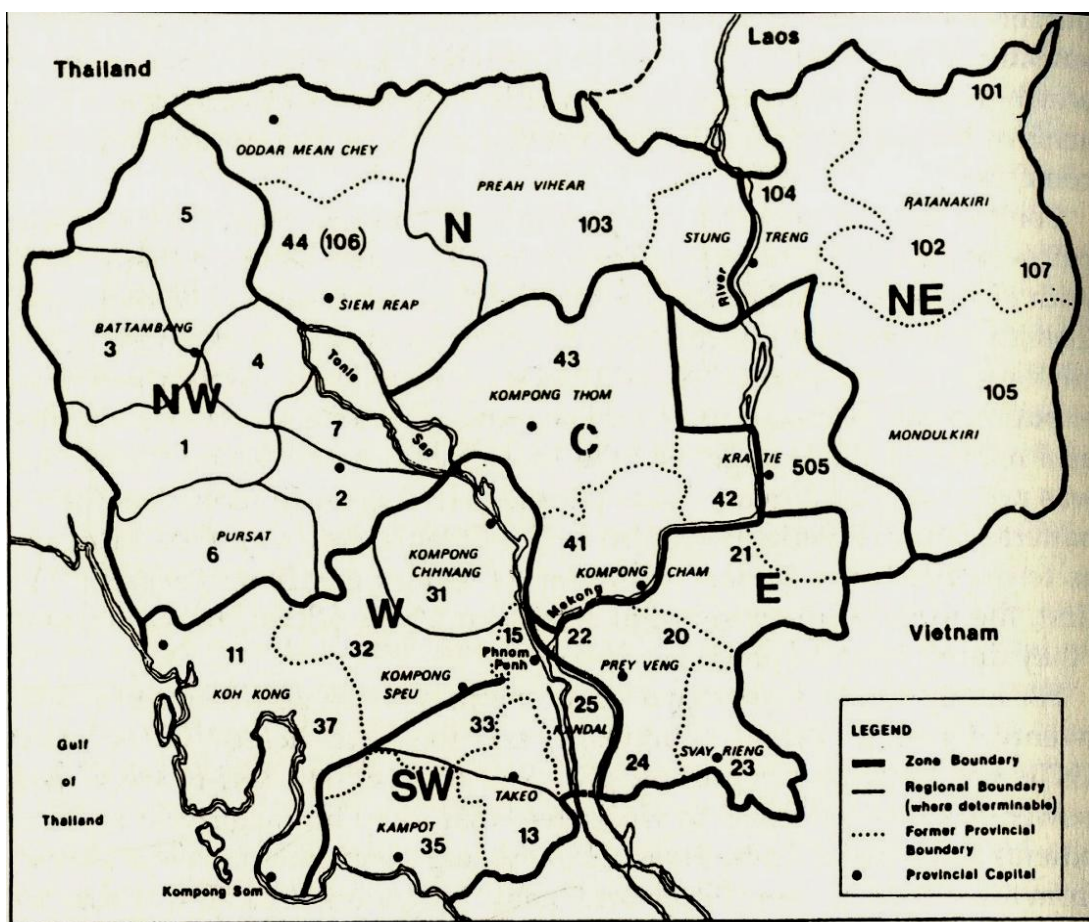 Laos
Thailand
101
ODDAR MEAN CHEY
PREAH VIHEAR
104
RATANAKIRI
5
N
103
STUNG
TRENG
44 (106)
102
107
River
NE
SIEM REAP
BATTAMBANG
3
4
Tonle
43
NW
KOMPONG THOM
105
7
Sap
C
MONDULKIRI
1
KRATIE
505
2
42
PURSAT
6
KOMPONG
CHHNANG
31
41
21
KOMPONG
CHAM
E
W
Mekong
Vietnam
15
22
20
32
Phnom
Penh
11
PREY VENG
KOH KONG
KOMPONG
SPEU
25
37
33
KANDAL
Gulf
of
Thailand
24
SVAY RIENG
23
SW
TAKEO
KAMPOT
35
13
Kompong Som
LEGEND
Zone Boundary
Regional Boundary
(where determinable)
Former Provincial
Boundary
Provincial Capital